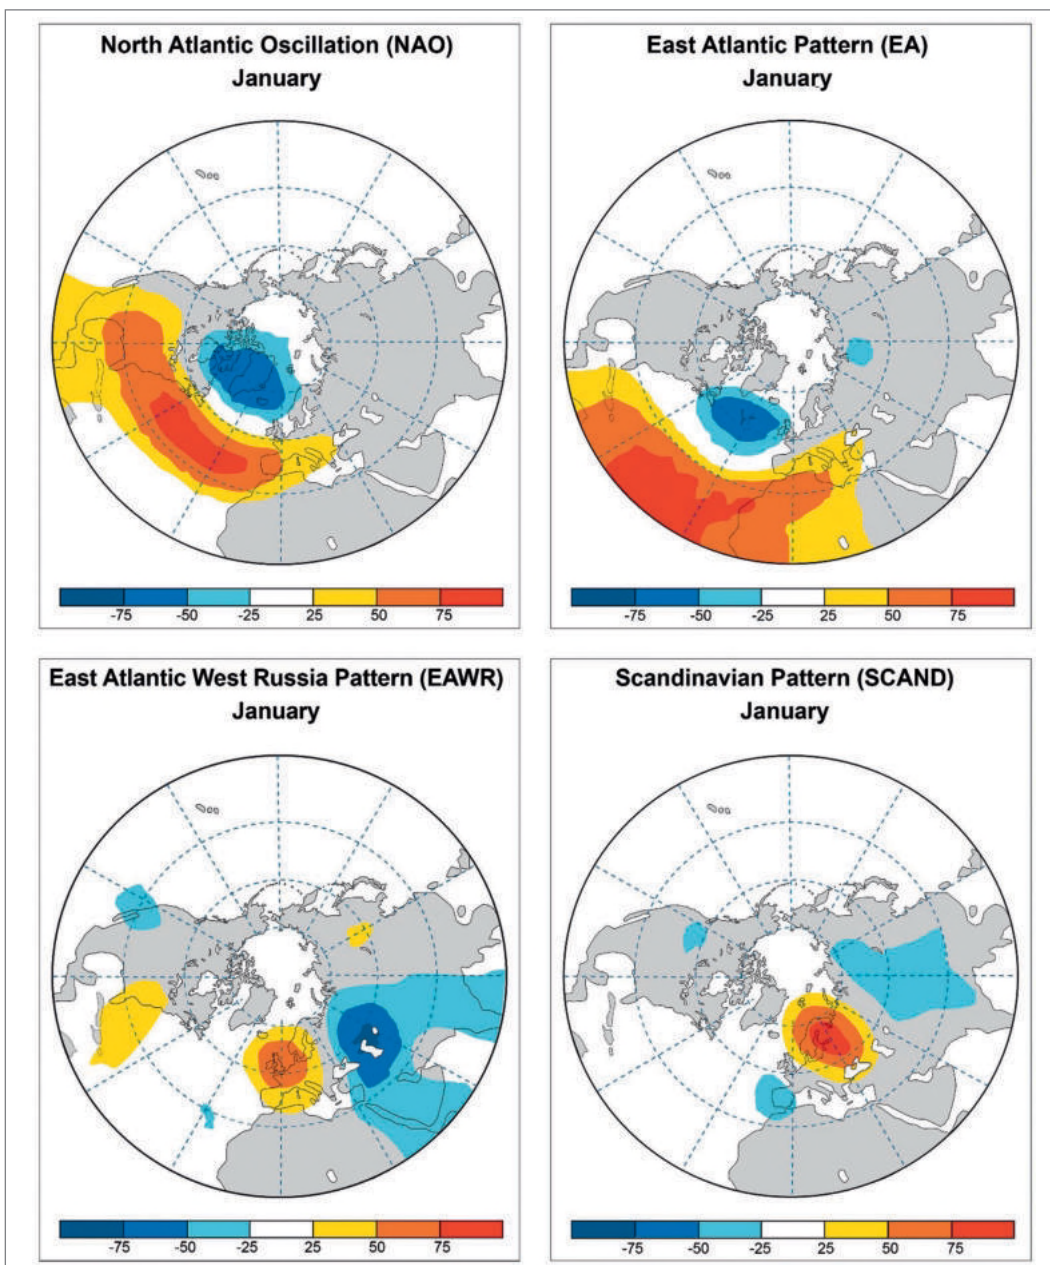 North Atlantic Oscillation (NAO)
January
-75 -50 -25 25 50 75
East Atlantic Pattern (EA)
January
-75 -50 -25 25 50 75
East Atlantic West Russia Pattern (EAWR)
January
-75 -50 -25 25 50 75
Scandinavian Pattern (SCAND)
January
-75 -50 -25 25 50 75